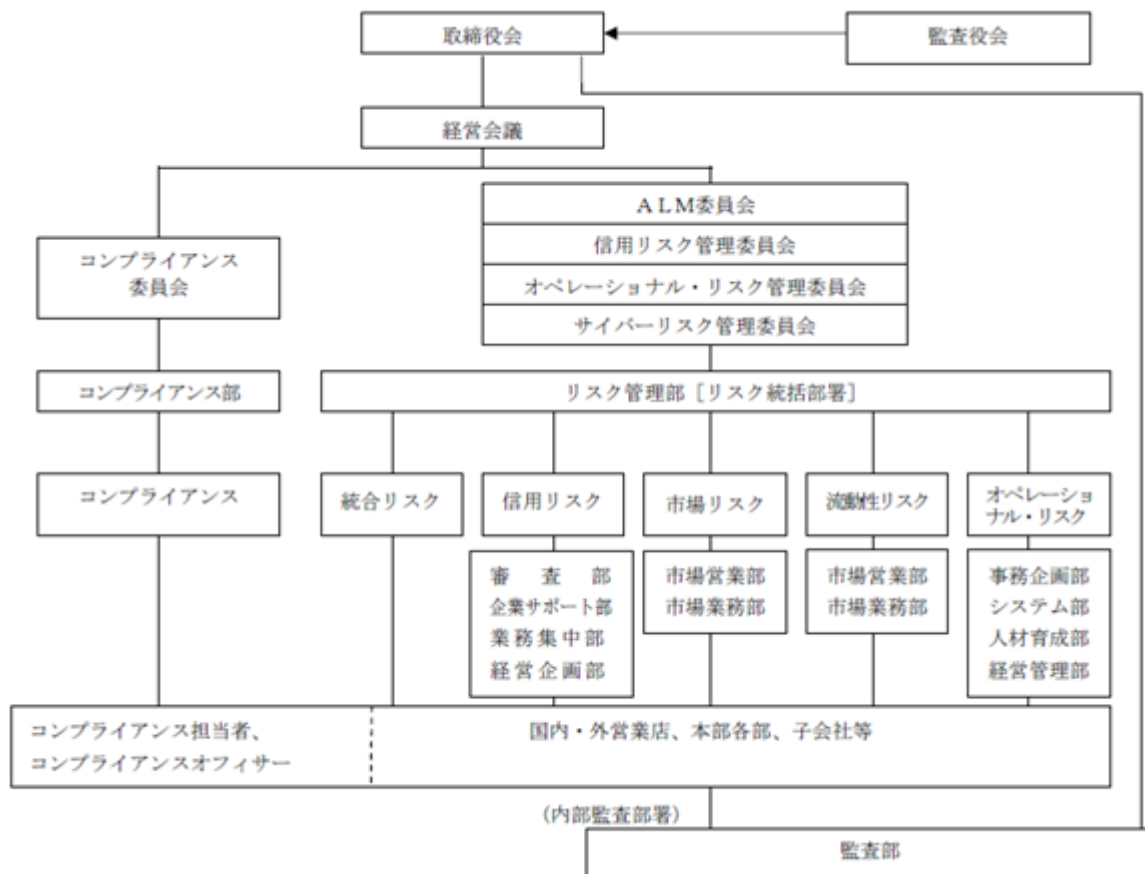 取締役会
監査役会
経営会議
ALM委員会
信用リスク管理委員会
オペレーショナル・リスク管理委員会
サイバーリスク管理委員会
コンプライアンス
委員会
コンプライアンス部
リスク管理部［リスク統括部署］
コンプライアンス
統合リスク
信用リスク
市場リスク
流動性リスク
オペレーショ
ナル・リスク
審査部
企業サポート部
業務集中部
経営企画部
市場営業部
市場業務部
市場営業部
市場業務部
事務企画部
システム部
人材育成部
経営管理部
コンプライアンス担当者、
コンプライアンスオフィサー
国内・外営業店、本部各部、子会社等
（内部監査部署）
監査部